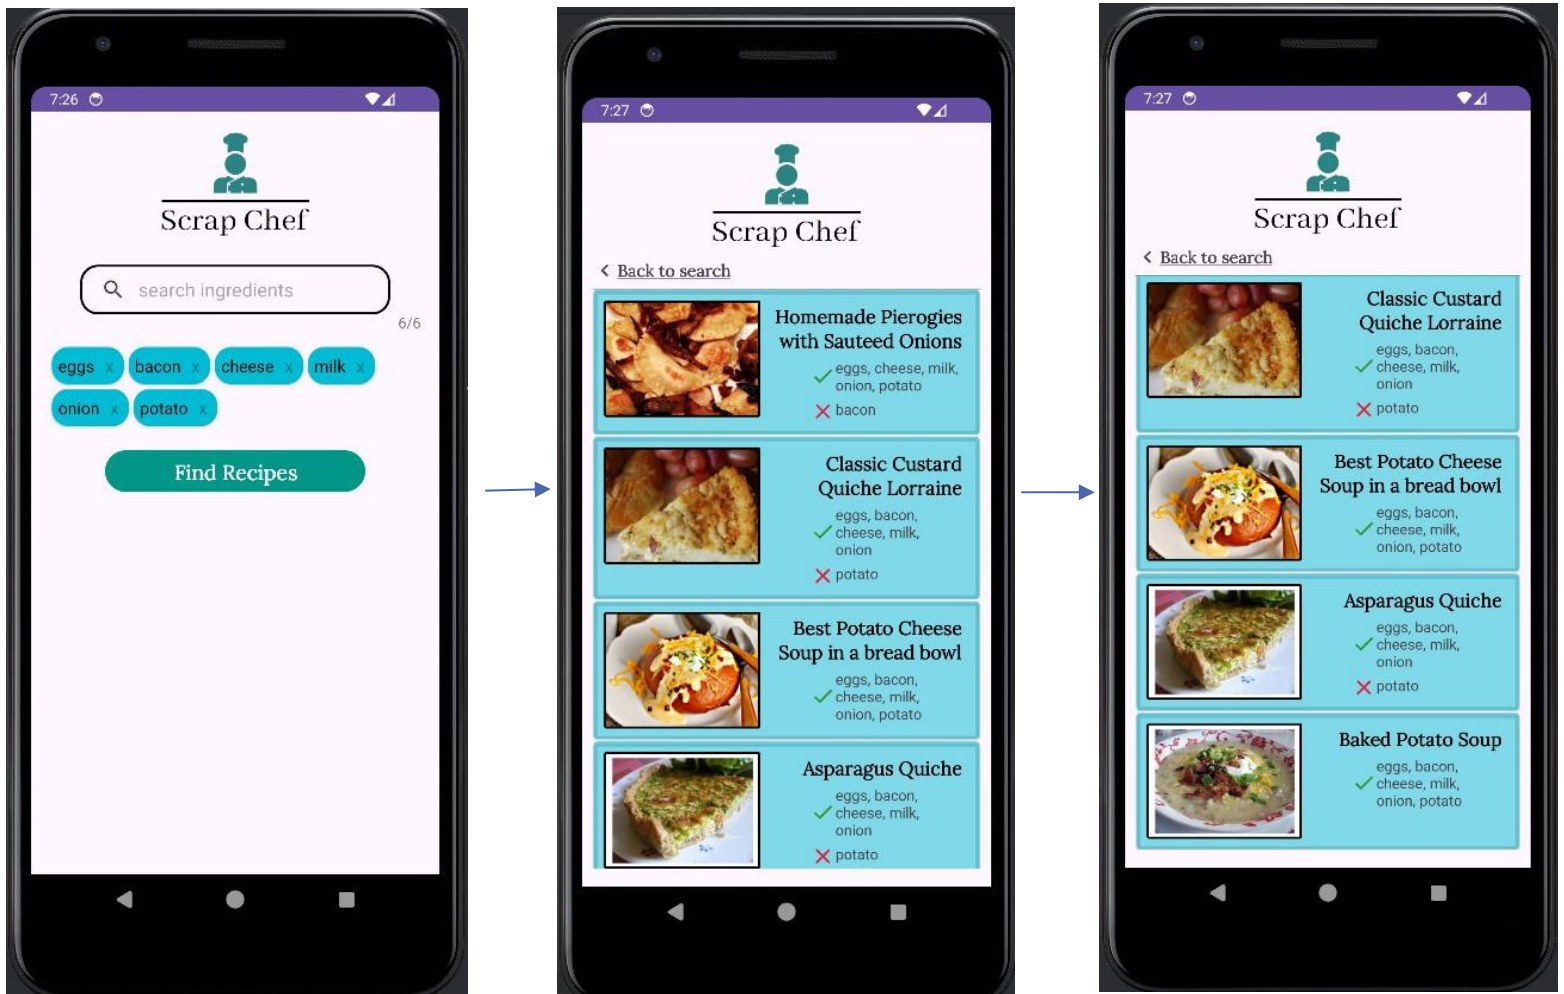 7:26
Scrap Chef
search ingredients
6/6
eggs x bacon x cheese x milk x
onion x potato x
Find Recipes
7:27
Scrap Chef
< Back to search
Homemade Pierogies
with Sauteed Onions
eggs, cheese, milk,
onion, potato
bacon
Classic Custard
Quiche Lorraine
eggs, bacon,
cheese, milk,
onion
potato
Best Potato Cheese
Soup in a bread bowl
eggs, bacon,
cheese, milk,
onion, potato
Asparagus Quiche
eggs, bacon,
cheese, milk,
onion
potato
7:27
Scrap Chef
< Back to search
Classic Custard
Quiche Lorraine
eggs, bacon,
cheese, milk,
onion
potato
Best Potato Cheese
Soup in a bread bowl
eggs, bacon,
cheese, milk,
onion, potato
Asparagus Quiche
eggs, bacon,
cheese, milk,
onion
potato
Baked Potato Soup
eggs, bacon,
cheese, milk,
onion, potato